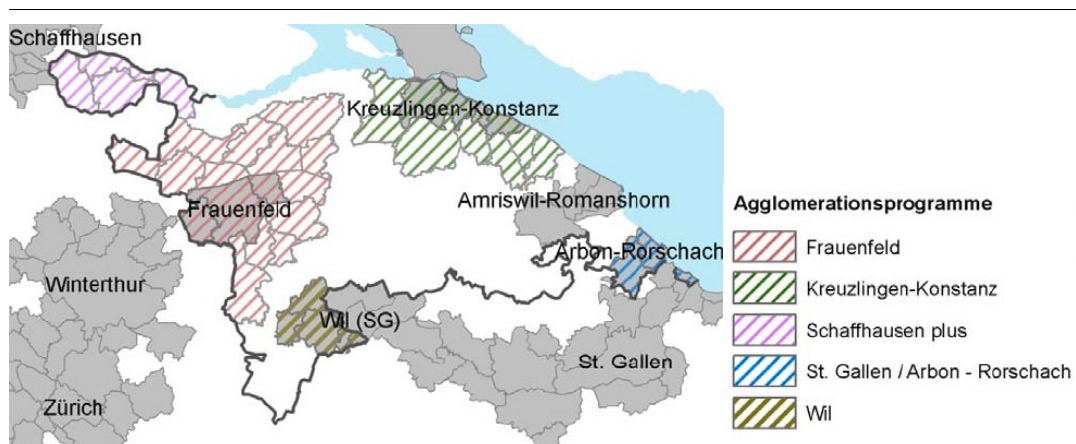 Schaffhausen
Kreuzlingen-Konstanz
Amriswil-Romanshorn
Frauenfeld
Arbon-Rorschach
Winterthur
Wil (SG)
St. Gallen
Zürich
Agglomerationsprogramme
Frauenfeld
Kreuzlingen-Konstanz
Schaffhausen plus
St. Gallen / Arbon - Rorschach
Wil